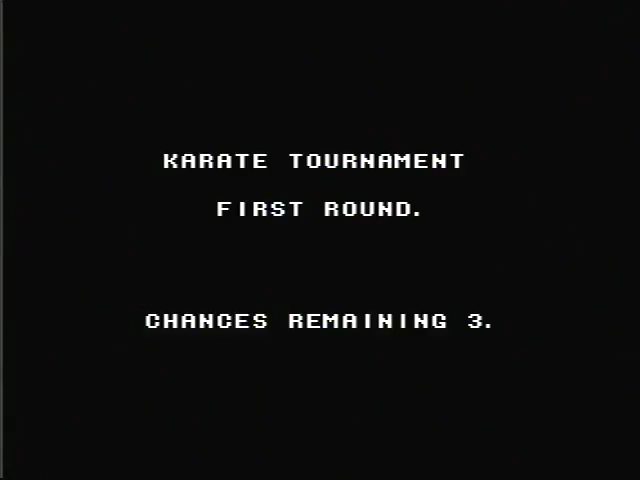 KARATE TOURNAMENT
FIRST ROUND.
CHANCES REMAINING 3.